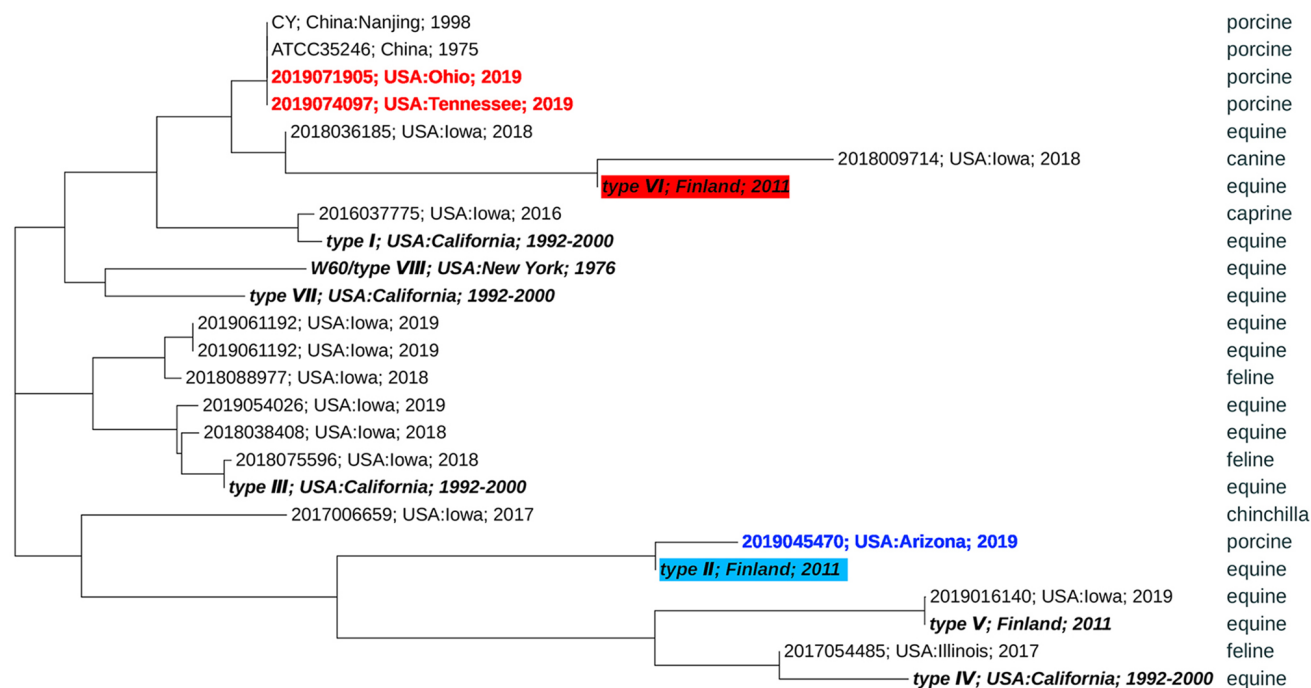 CY; China:Nanjing; 1998 porcine
ATCC35246; China; 1975 porcine
2019071905; USA:Ohio; 2019 porcine
2019074097; USA:Tennessee; 2019 porcine
2018036185; USA:Iowa; 2018 equine
2018009714; USA:Iowa; 2018 canine
type VI; Finland; 2011 equine
2016037775; USA:Iowa; 2016 caprine
type I; USA:California; 1992-2000 equine
W60/type VIII; USA:New York; 1976 equine
type VII; USA:California; 1992-2000 equine
2019061192; USA:Iowa; 2019 equine
2019061192; USA:Iowa; 2019 equine
2018088977; USA:Iowa; 2018 feline
2019054026; USA:Iowa; 2019 equine
2018038408; USA:Iowa; 2018 equine
2018075596; USA:Iowa; 2018 feline
type III; USA:California; 1992-2000 equine
2017006659; USA:Iowa; 2017 chinchilla
2019045470; USA:Arizona; 2019 porcine
type II; Finland; 2011 equine
2019016140; USA:Iowa; 2019 equine
type V; Finland; 2011 equine
2017054485; USA:Illinois; 2017 feline
type IV; USA:California; 1992-2000 equine